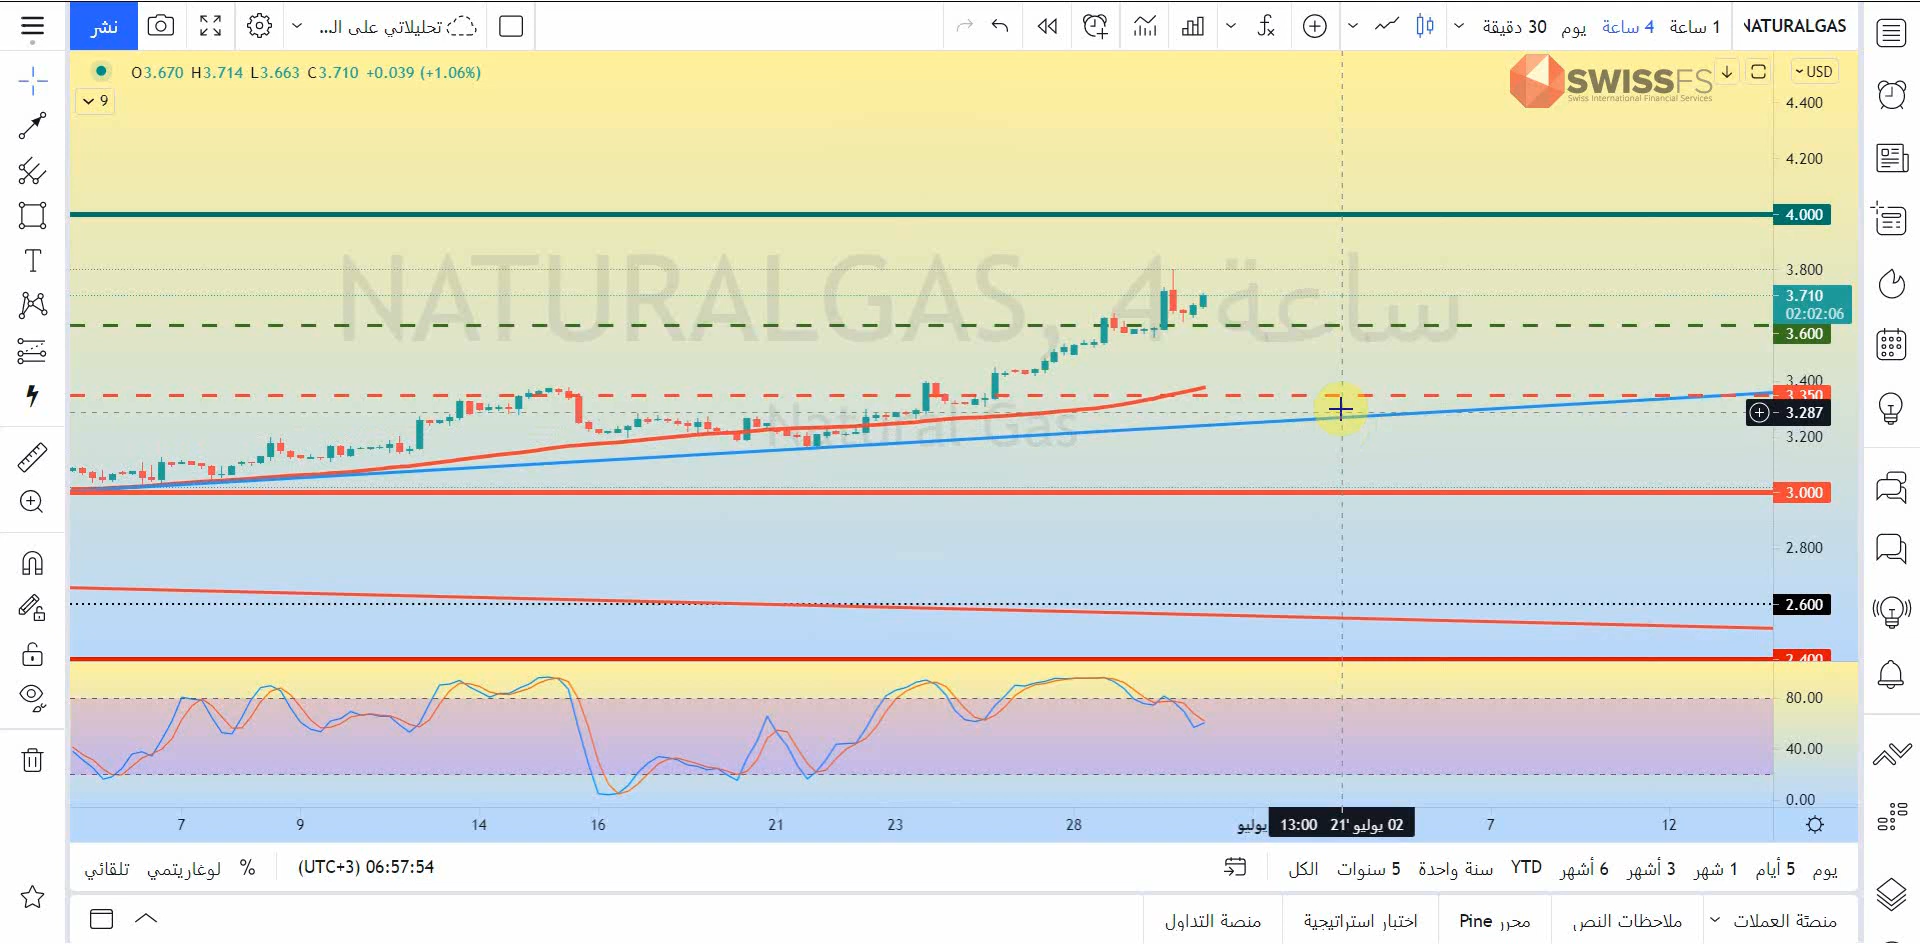 نشر
تحليلاتي على الـ...
30 دقيقة
يوم
4 ساعة
1 ساعة
NATURALGAS
O3.670 H3.714 L3.663 C3.710 +0.039 (+1.06%)
9
SWISSFS
Swiss International Financial Services
USD
4.400
4.200
4.000
3.800
3.710
02:02:06
3.600
3.400
3.350
3.287
3.200
3.000
2.800
2.600
2.400
NATURALGAS, 4 ساعة
Natural Gas
80.00
40.00
0.00
7
9
14
16
21
23
28
يوليو
02 يوليو '21 13:00
7
12
تلقائي
لوغاريتمي
%
06:57:54 (UTC+3)
الكل
5 سنوات
سنة واحدة
YTD
6 أشهر
3 أشهر
1 شهر
5 أيام
يوم
منصة التداول
اختبار استراتيجية
محرر Pine
ملاحظات النص
منصئة العملات